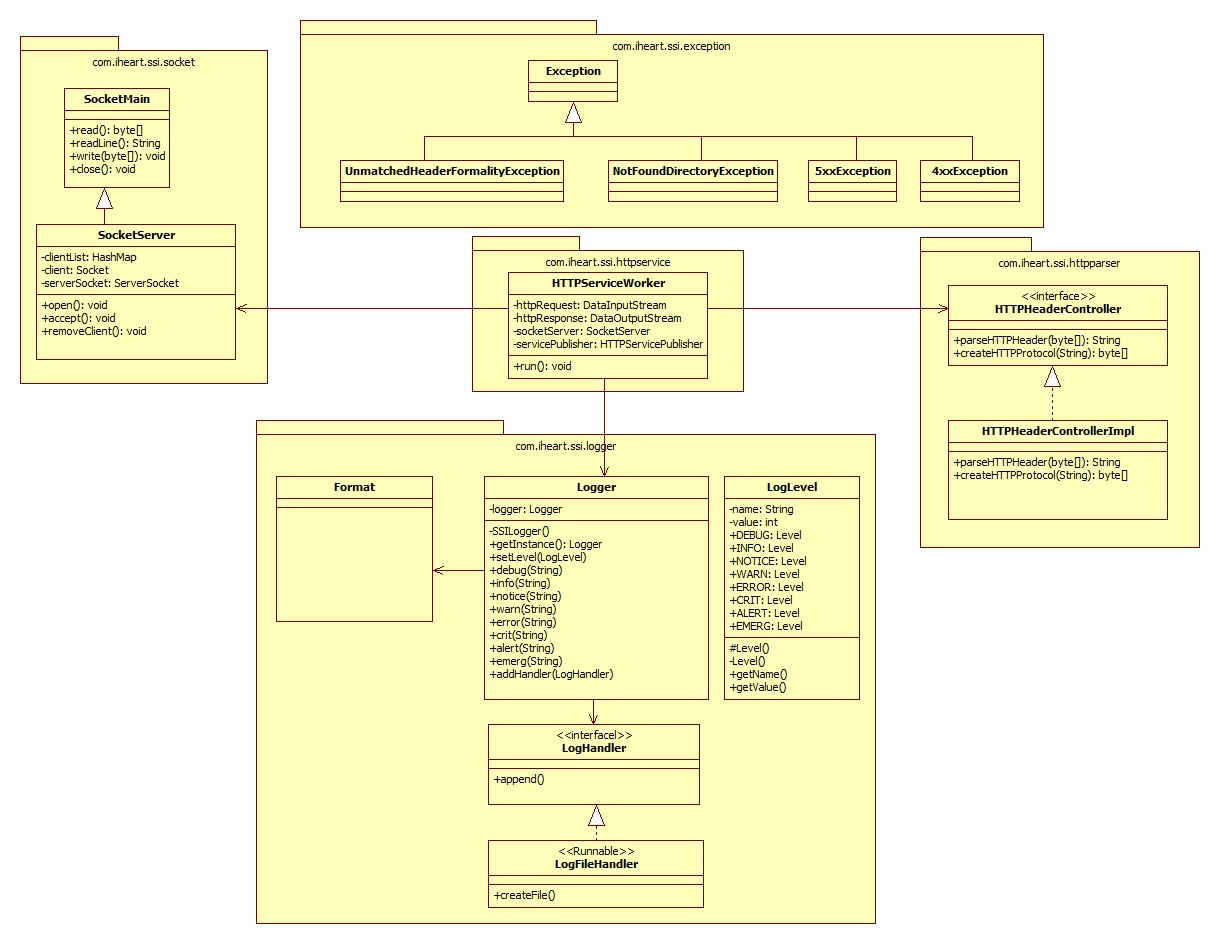 com.iheart.ssi.socket
SocketMain
+read(): byte[]
+readLine(): String
+write(byte[]): void
+close(): void
SocketServer
-clientList: HashMap
-client: Socket
-serverSocket: ServerSocket
+open(): void
+accept(): void
+removeClient(): void
com.iheart.ssi.exception
Exception
UnmatchedHeaderFormalityException
NotFoundDirectoryException
5xxException
4xxException
com.iheart.ssi.httpservice
HTTPServiceWorker
-httpRequest: DataInputStream
-httpResponse: DataOutputStream
-socketServer: SocketServer
-servicePublisher: HTTPServicePublisher
+run(): void
com.iheart.ssi.httpparser
<<interface>>
HTTPHeaderController
+parseHTTPHeader(byte[]): String
+createHTTPProtocol(String): byte[]
HTTPHeaderControllerImpl
+parseHTTPHeader(byte[]): String
+createHTTPProtocol(String): byte[]
com.iheart.ssi.logger
Format
Logger
-logger: Logger
-SSILogger()
+getInstance(): Logger
+setLevel(LogLevel)
+debug(String)
+info(String)
+notice(String)
+warn(String)
+error(String)
+crit(String)
+alert(String)
+emerg(String)
+addHandler(LogHandler)
LogLevel
-name: String
-value: int
+DEBUG: Level
+INFO: Level
+NOTICE: Level
+WARN: Level
+ERROR: Level
+CRIT: Level
+ALERT: Level
+EMERG: Level
#Level()
-Level()
+getName()
+getValue()
<<interfacel>>
LogHandler
+append()
<<Runnable>>
LogFileHandler
+createFile()